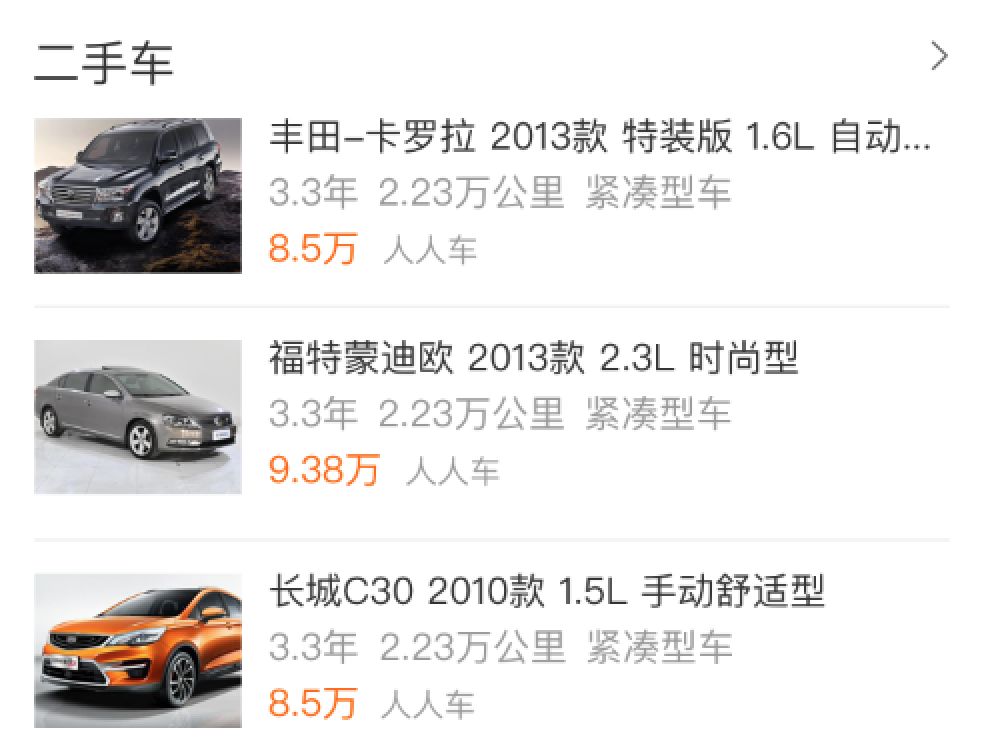 二手车
丰田-卡罗拉 2013款 特装版 1.6L 自动...
3.3年 2.23万公里 紧凑型车
8.5万 人人车
福特蒙迪欧 2013款 2.3L 时尚型
3.3年 2.23万公里 紧凑型车
9.38万 人人车
长城C30 2010款 1.5L 手动舒适型
3.3年 2.23万公里 紧凑型车
8.5万 人人车